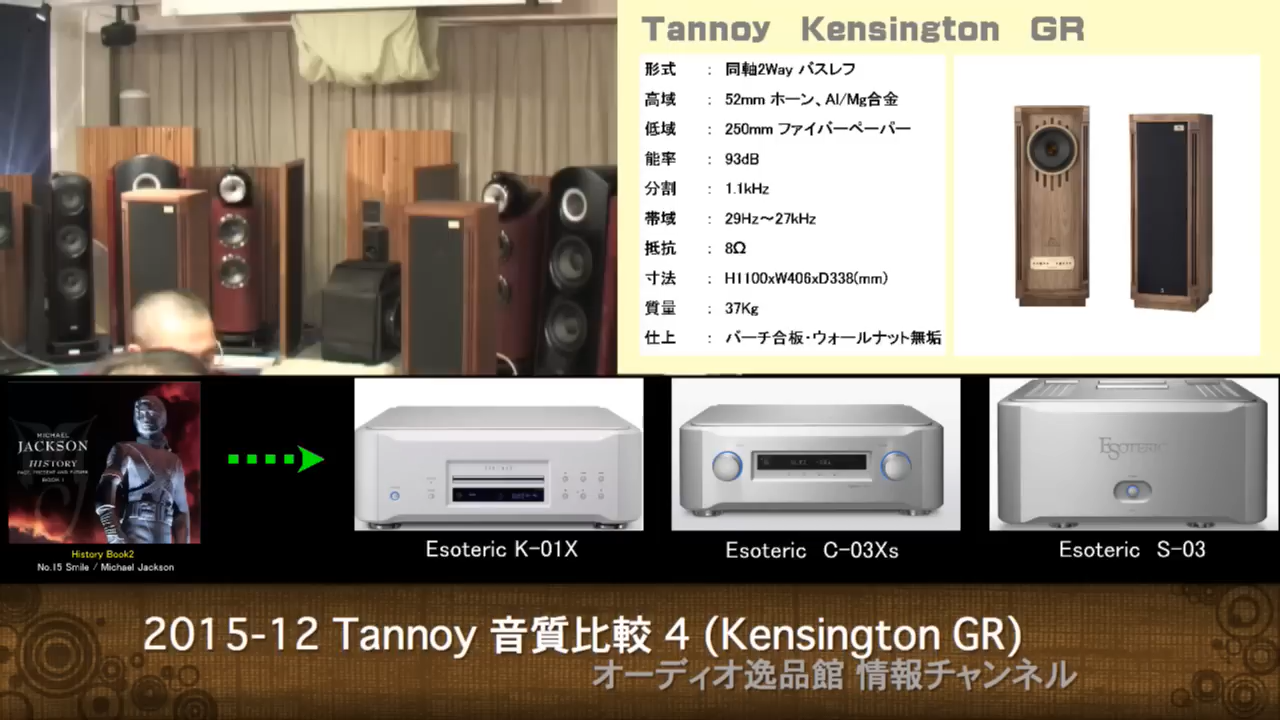 Tannoy Kensington GR
形式 : 同軸2Way バスレフ
高域 : 52mm ホーン、Al/Mg合金
低域 : 250mm ファイバーペーパー
能率 : 93dB
分割 : 1.1kHz
帯域 : 29Hz～27kHz
抵抗 : 8Ω
寸法 : H1100xW406xD338(mm)
質量 : 37Kg
仕上 : バーチ合板・ウォールナット無垢
MICHAEL
JACKSON
HISTORY
PAST, PRESENT AND FUTURE
BOOK I
History Book2
No.15 Smile / Michael Jackson
Esoteric K-01X
Esoteric C-03Xs
ESOTERIC
Esoteric S-03
2015-12 Tannoy 音質比較 4 (Kensington GR)
オーディオ逸品館 情報チャンネル